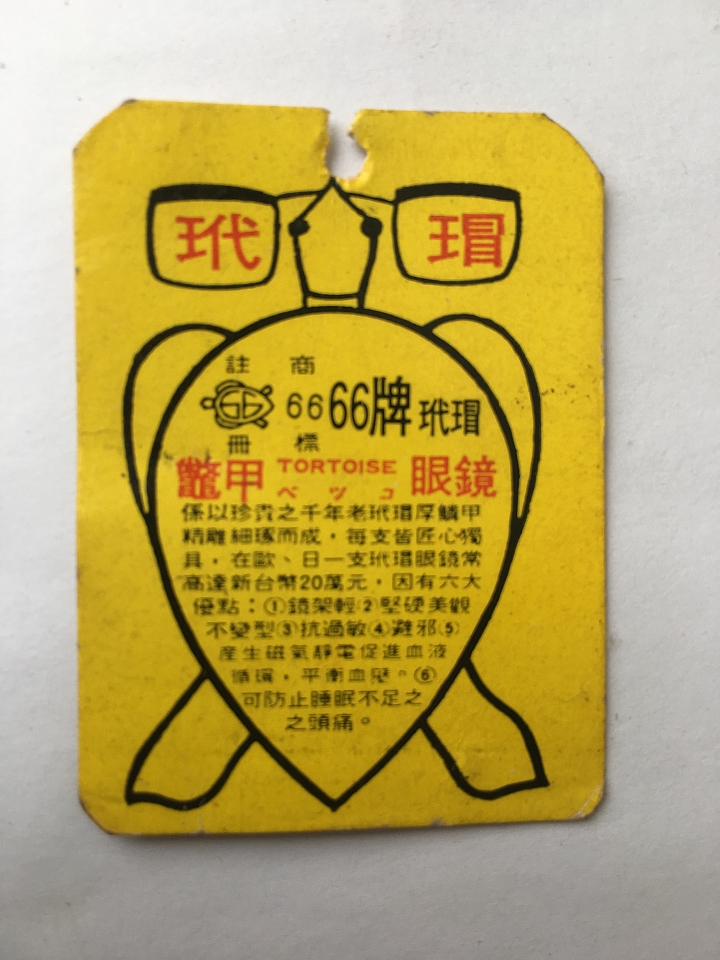 玳瑁
註 商
66 66 66牌 玳瑁
冊 標
鼈甲 TORTOISE 眼鏡
ベッコ
係以珍貴之千年老玳瑁厚鱗甲
精雕細琢而成，每支皆匠心獨
具，在歐、日一支玳瑁眼鏡常
高達新台幣20萬元，因有六大
優點：①鏡架輕②堅硬美觀
不變型③抗過敏④避邪⑤
産生磁氣靜電促進血液
循環，平衡血壓。⑥
可防止睡眠不足之
之頭痛。